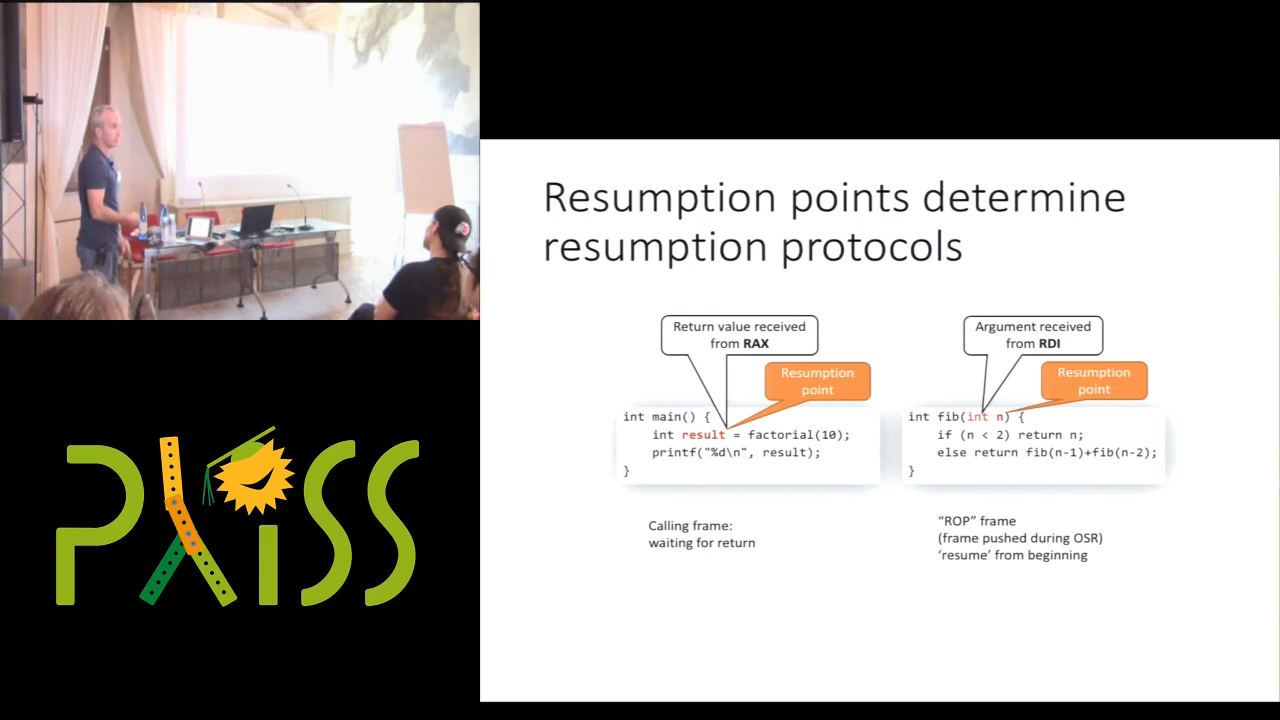 Resumption points determine
resumption protocols
Return value received
from RAX
Resumption
point
int main() {
int result = factorial(10);
printf("%d\n", result);
}
Calling frame:
waiting for return
Argument received
from RDI
Resumption
point
int fib(int n) {
if (n < 2) return n;
else return fib(n-1)+fib(n-2);
}
“ROP” frame
(frame pushed during OSR)
‘resume’ from beginning
PLISS